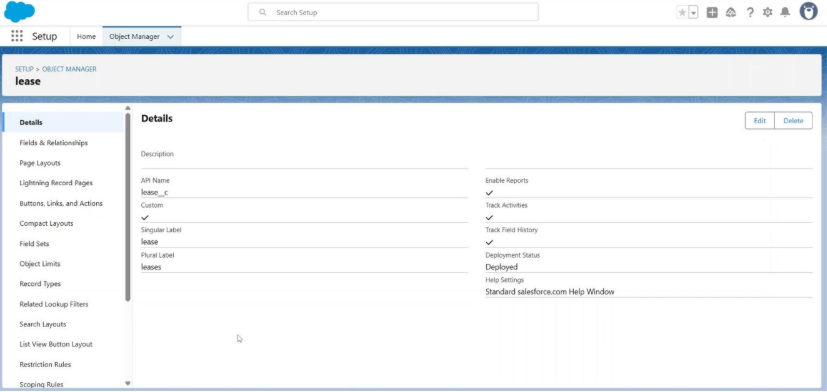 Search Setup
Setup
Home
Object Manager
SETUP > OBJECT MANAGER
lease
Details
Fields & Relationships
Page Layouts
Lightning Record Pages
Buttons, Links, and Actions
Compact Layouts
Field Sets
Object Limits
Record Types
Related Lookup Filters
Search Layouts
List View Button Layout
Restriction Rules
Scoping Rules
Details
Edit
Delete
Description
API Name
lease__c
Custom
Singular Label
lease
Plural Label
leases
Enable Reports
Track Activities
Track Field History
Deployment Status
Deployed
Help Settings
Standard salesforce.com Help Window